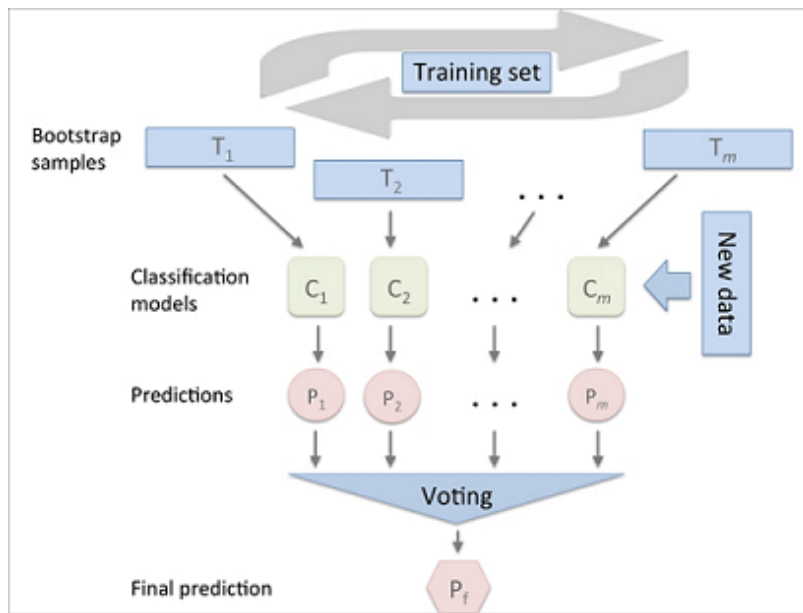 Training set
Bootstrap
samples
T1
T2
. . .
Tm
Classification
models
C1
C2
. . .
Cm
New data
Predictions
P1
P2
. . .
Pm
Voting
Final prediction
Pf